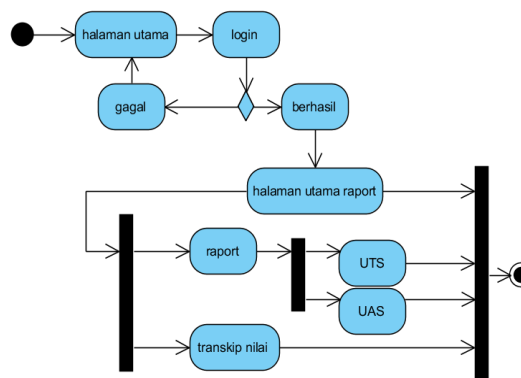 halaman utama
login
gagal
berhasil
halaman utama raport
raport
UTS
UAS
transkip nilai